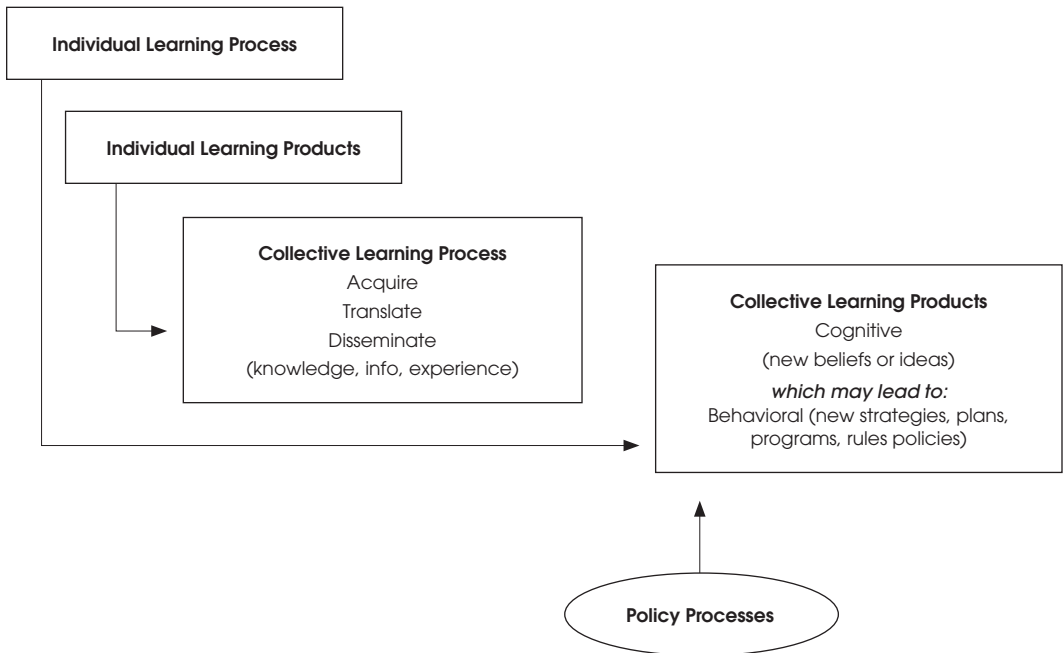 Individual Learning Process
Individual Learning Products
Collective Learning Process
Acquire
Translate
Disseminate
(knowledge, info, experience)
Collective Learning Products
Cognitive
(new beliefs or ideas)
which may lead to:
Behavioral (new strategies, plans,
programs, rules policies)
Policy Processes